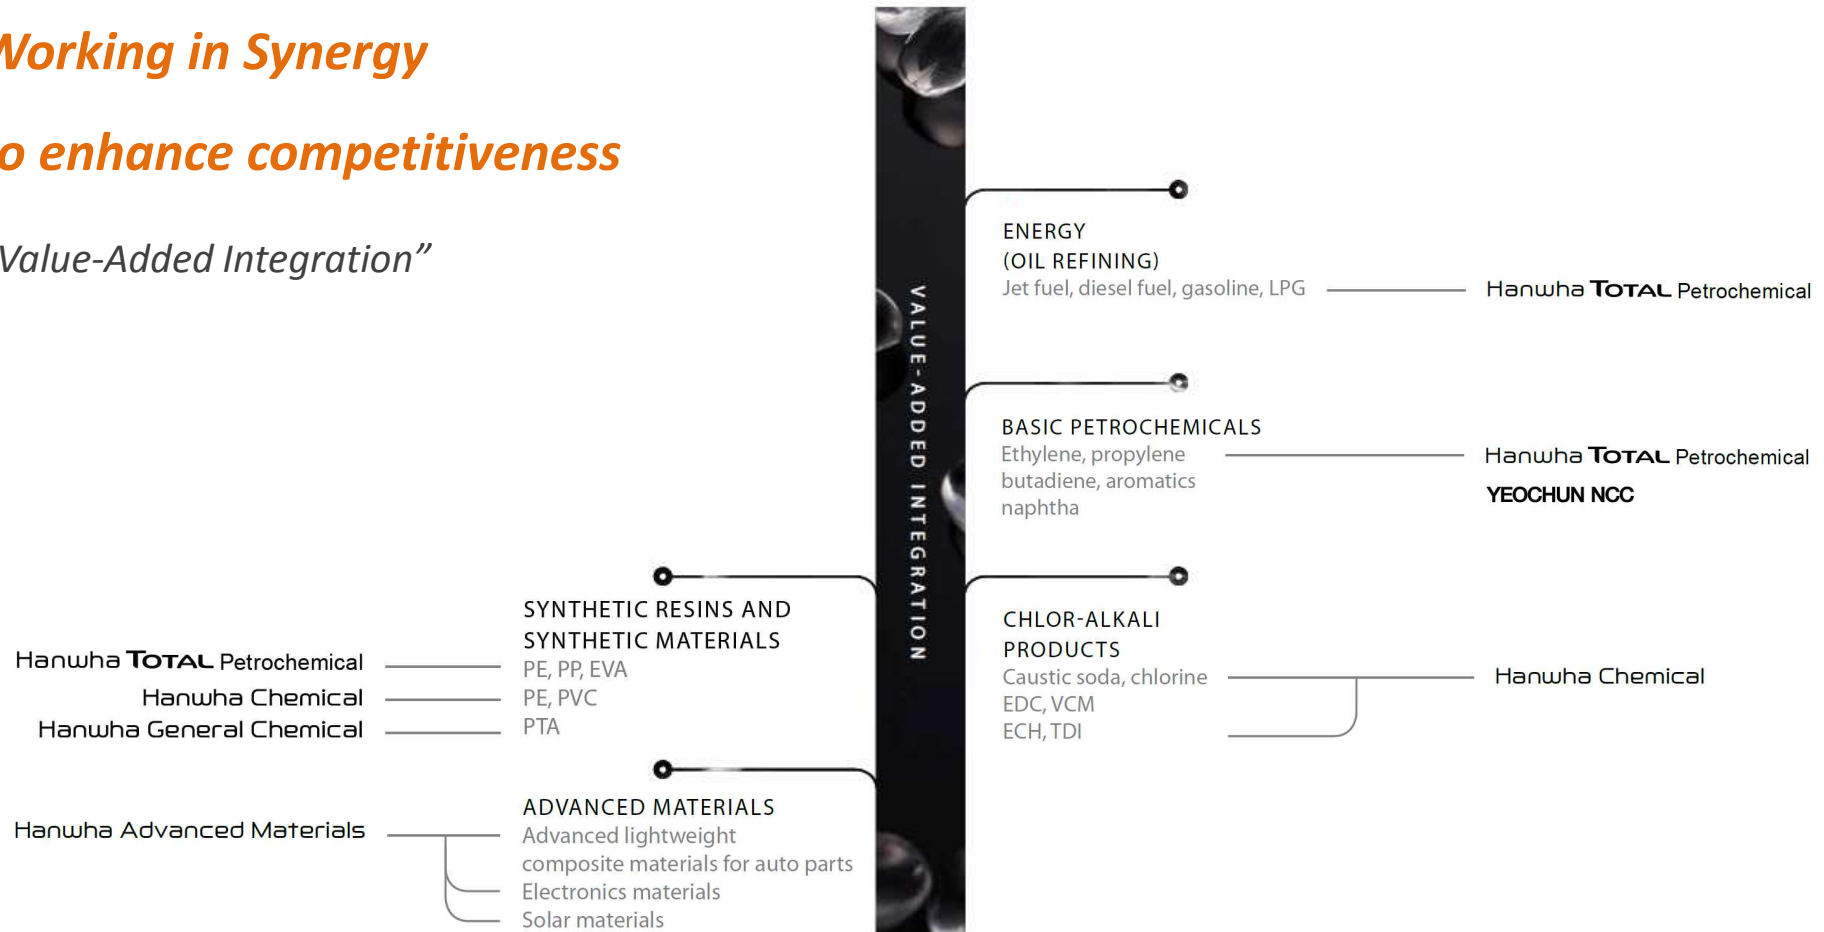 Working in Synergy
o enhance competitiveness
Value-Added Integration”
VALUE-ADDED INTEGRATION
ENERGY
(OIL REFINING)
Jet fuel, diesel fuel, gasoline, LPG
Hanwha TOTAL Petrochemical
BASIC PETROCHEMICALS
Ethylene, propylene
butadiene, aromatics
naphtha
Hanwha TOTAL Petrochemical
YEOCHUN NCC
CHLOR-ALKALI
PRODUCTS
Caustic soda, chlorine
EDC, VCM
ECH, TDI
Hanwha Chemical
SYNTHETIC RESINS AND
SYNTHETIC MATERIALS
Hanwha TOTAL Petrochemical
PE, PP, EVA
Hanwha Chemical
PE, PVC
Hanwha General Chemical
PTA
ADVANCED MATERIALS
Hanwha Advanced Materials
Advanced lightweight
composite materials for auto parts
Electronics materials
Solar materials